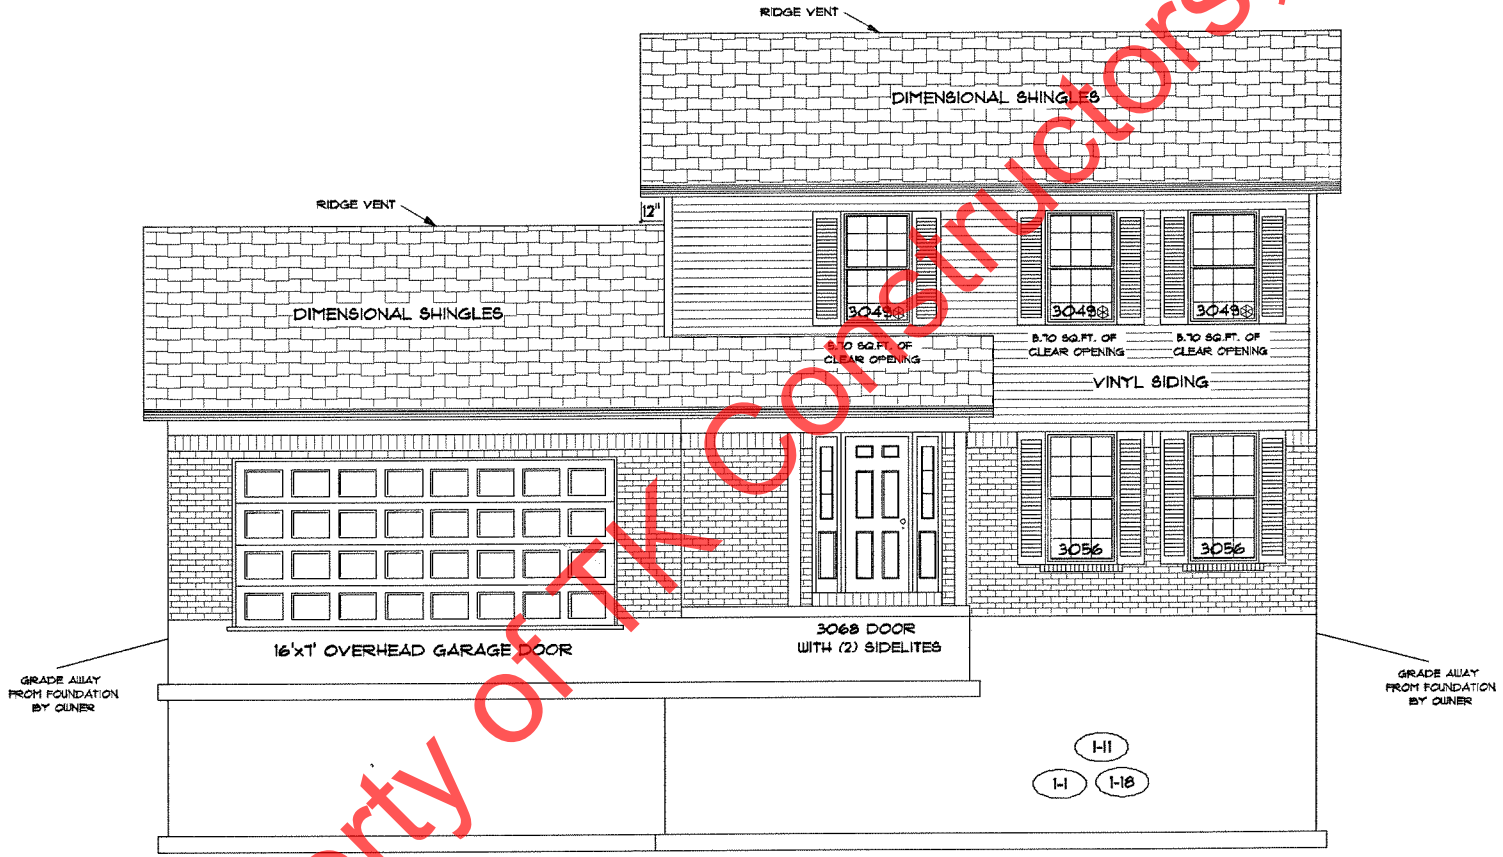 RIDGE VENT
DIMENSIONAL SHINGLES
RIDGE VENT
12"
DIMENSIONAL SHINGLES
3049
3049
3049
5.70 SQ.FT. OF
CLEAR OPENING
5.70 SQ.FT. OF
CLEAR OPENING
5.70 SQ.FT. OF
CLEAR OPENING
VINYL SIDING
3056
3056
16'x7' OVERHEAD GARAGE DOOR
3068 DOOR
WITH (2) SIDELITES
GRADE AWAY
FROM FOUNDATION
BY OWNER
GRADE AWAY
FROM FOUNDATION
BY OWNER
1-11
1-1
1-18
erty of TK Constructors,